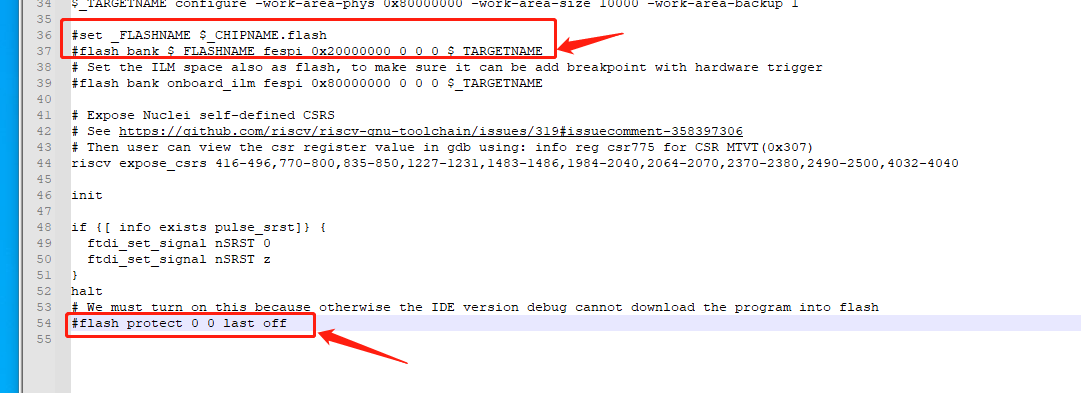 34 $_TARGETNAME configure -work-area-phys 0x80000000 -work-area-size 10000 -work-area-backup 1
35
36 #set _FLASHNAME $_CHIPNAME.flash
37 #flash bank $_FLASHNAME fespi 0x20000000 0 0 0 $_TARGETNAME
38 # Set the ILM space also as flash, to make sure it can be add breakpoint with hardware trigger
39 #flash bank onboard_ilm fespi 0x80000000 0 0 0 $_TARGETNAME
40
41 # Expose Nuclei self-defined CSRS
42 # See https://github.com/riscv/riscv-gnu-toolchain/issues/319#issuecomment-358397306
43 # Then user can view the csr register value in gdb using: info reg csr775 for CSR MTVT(0x307)
44 riscv expose_csrs 416-496,770-800,835-850,1227-1231,1483-1486,1984-2040,2064-2070,2370-2380,2490-2500,4032-4040
45
46 init
47
48 if {[ info exists pulse_srst]} {
49   ftdi_set_signal nSRST 0
50   ftdi_set_signal nSRST z
51 }
52 halt
53 # We must turn on this because otherwise the IDE version debug cannot download the program into flash
54 #flash protect 0 0 last off
55